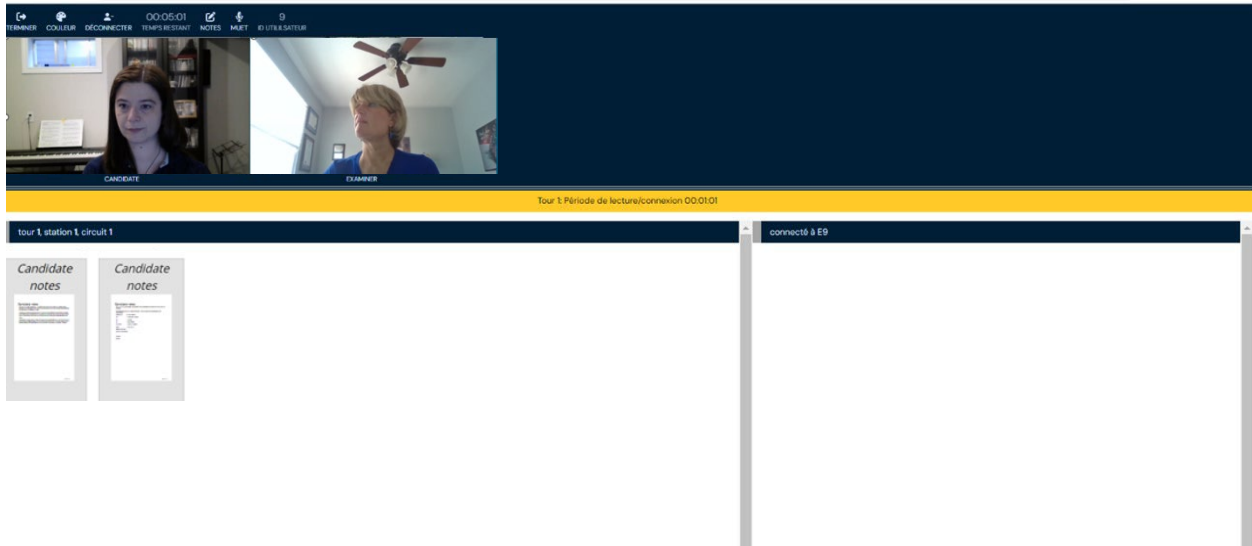 00:05:01 9
TERMINER COULEUR DÉCONNECTER TEMPS RESTANT NOTES MUET ID UTILISATEUR
CANDIDATE EXAMINER
Tour 1: Période de lecture/connexion 00:01:01
tour 1, station 1, circuit 1 connecté à E9
Candidate Candidate
notes notes